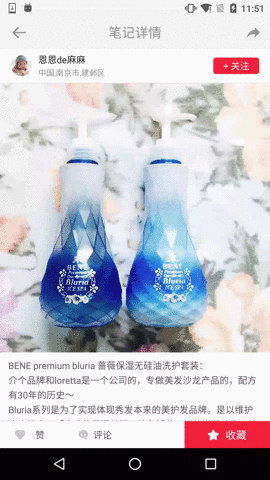 11:51
笔记详情
恩恩de麻麻
中国,南京市,建邺区
+ 关注
BENE
Bluria
ICE SPA
BENE
Bluria
ICE SPA
BENE premium bluria 蔷薇保湿无硅油洗护套装：
介个品牌和loretta是一个公司的，专做美发沙龙产品的，配方
有30年的历史～
Bluria系列是为了实现体现秀发本来的美护发品牌。是以维护
赞
评论
收藏